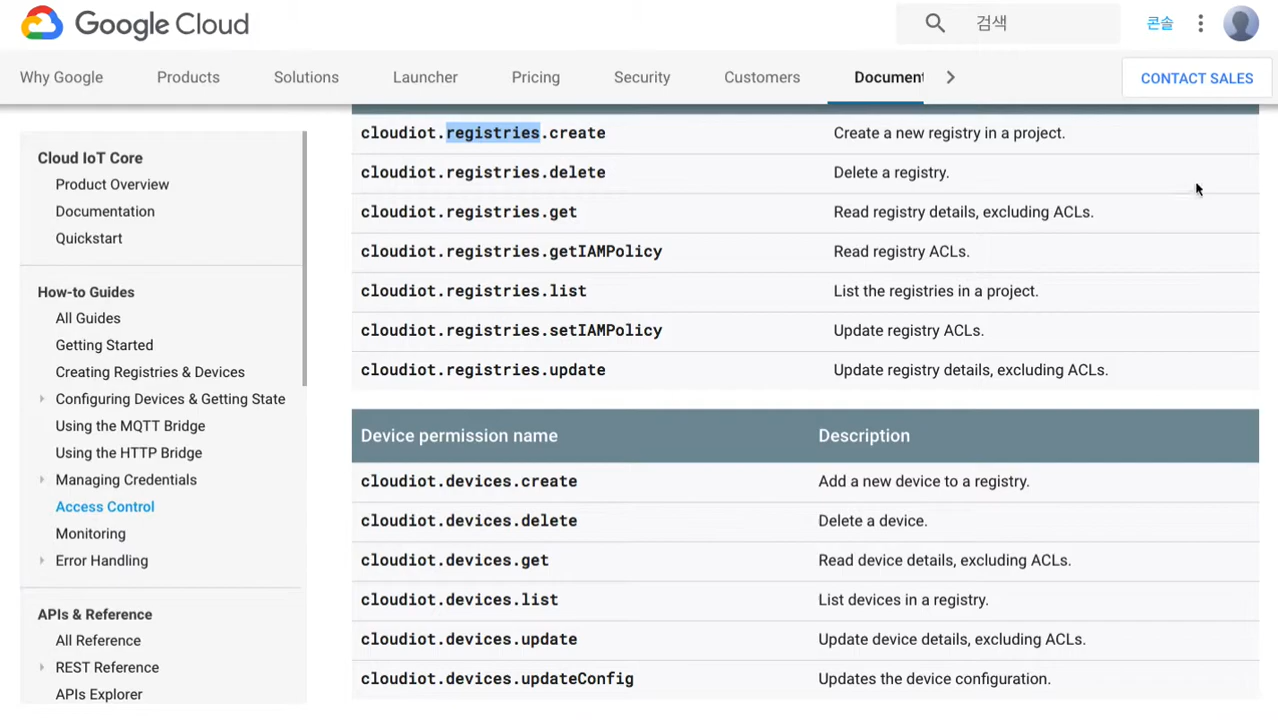 Google Cloud
검색
콘솔
Why Google
Products
Solutions
Launcher
Pricing
Security
Customers
Document
CONTACT SALES
Cloud IoT Core
Product Overview
Documentation
Quickstart
How-to Guides
All Guides
Getting Started
Creating Registries & Devices
Configuring Devices & Getting State
Using the MQTT Bridge
Using the HTTP Bridge
Managing Credentials
Access Control
Monitoring
Error Handling
APIs & Reference
All Reference
REST Reference
APIs Explorer
cloudiot.registries.create Create a new registry in a project.
cloudiot.registries.delete Delete a registry.
cloudiot.registries.get Read registry details, excluding ACLs.
cloudiot.registries.getIAMPolicy Read registry ACLs.
cloudiot.registries.list List the registries in a project.
cloudiot.registries.setIAMPolicy Update registry ACLs.
cloudiot.registries.update Update registry details, excluding ACLs.
Device permission name Description
cloudiot.devices.create Add a new device to a registry.
cloudiot.devices.delete Delete a device.
cloudiot.devices.get Read device details, excluding ACLs.
cloudiot.devices.list List devices in a registry.
cloudiot.devices.update Update device details, excluding ACLs.
cloudiot.devices.updateConfig Updates the device configuration.